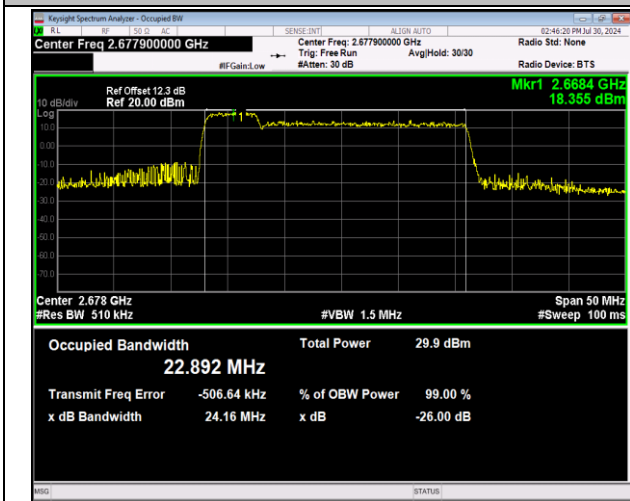 Keysight Spectrum Analyzer - Occupied BW
RL RF 50 Ω AC SENSE:INT ALIGN AUTO 02:46:20 PM Jul 30, 2024
Center Freq 2.677900000 GHz Center Freq: 2.677900000 GHz Radio Std: None
Trig: Free Run Avg|Hold: 30/30
#IFGain:Low #Atten: 30 dB Radio Device: BTS
Mkr1 2.6684 GHz
18.355 dBm
Ref Offset 12.3 dB
10 dB/div Ref 20.00 dBm
Log
10.0
0.00
-10.0
-20.0
-30.0
-40.0
-50.0
-60.0
-70.0
Center 2.678 GHz Span 50 MHz
#Res BW 510 kHz #VBW 1.5 MHz #Sweep 100 ms
Occupied Bandwidth Total Power 29.9 dBm
22.892 MHz
Transmit Freq Error -506.64 kHz % of OBW Power 99.00 %
x dB Bandwidth 24.16 MHz x dB -26.00 dB
MSG STATUS